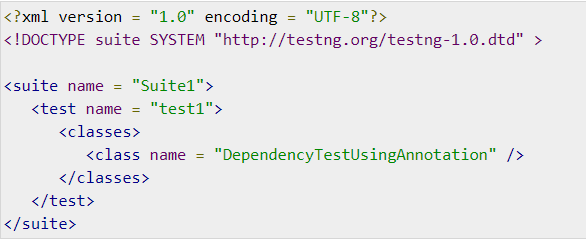 <?xml version = "1.0" encoding = "UTF-8"?>
<!DOCTYPE suite SYSTEM "http://testng.org/testng-1.0.dtd" >
<suite name = "Suite1">
<test name = "test1">
<classes>
<class name = "DependencyTestUsingAnnotation" />
</classes>
</test>
</suite>